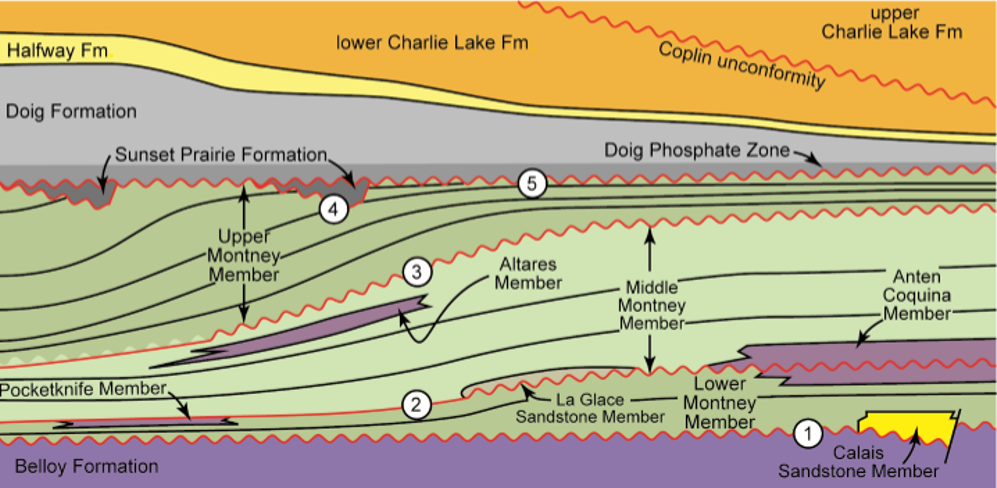 upper
Charlie Lake Fm
lower Charlie Lake Fm
Halfway Fm
Coplin unconformity
Doig Formation
Sunset Prairie Formation
Doig Phosphate Zone
5
4
Upper
Montney
Member
3
Altares
Member
Middle
Montney
Member
Anten
Coquina
Member
Pocketknife Member
2
La Glace
Sandstone Member
Lower
Montney
Member
1
Calais
Sandstone Member
Belloy Formation